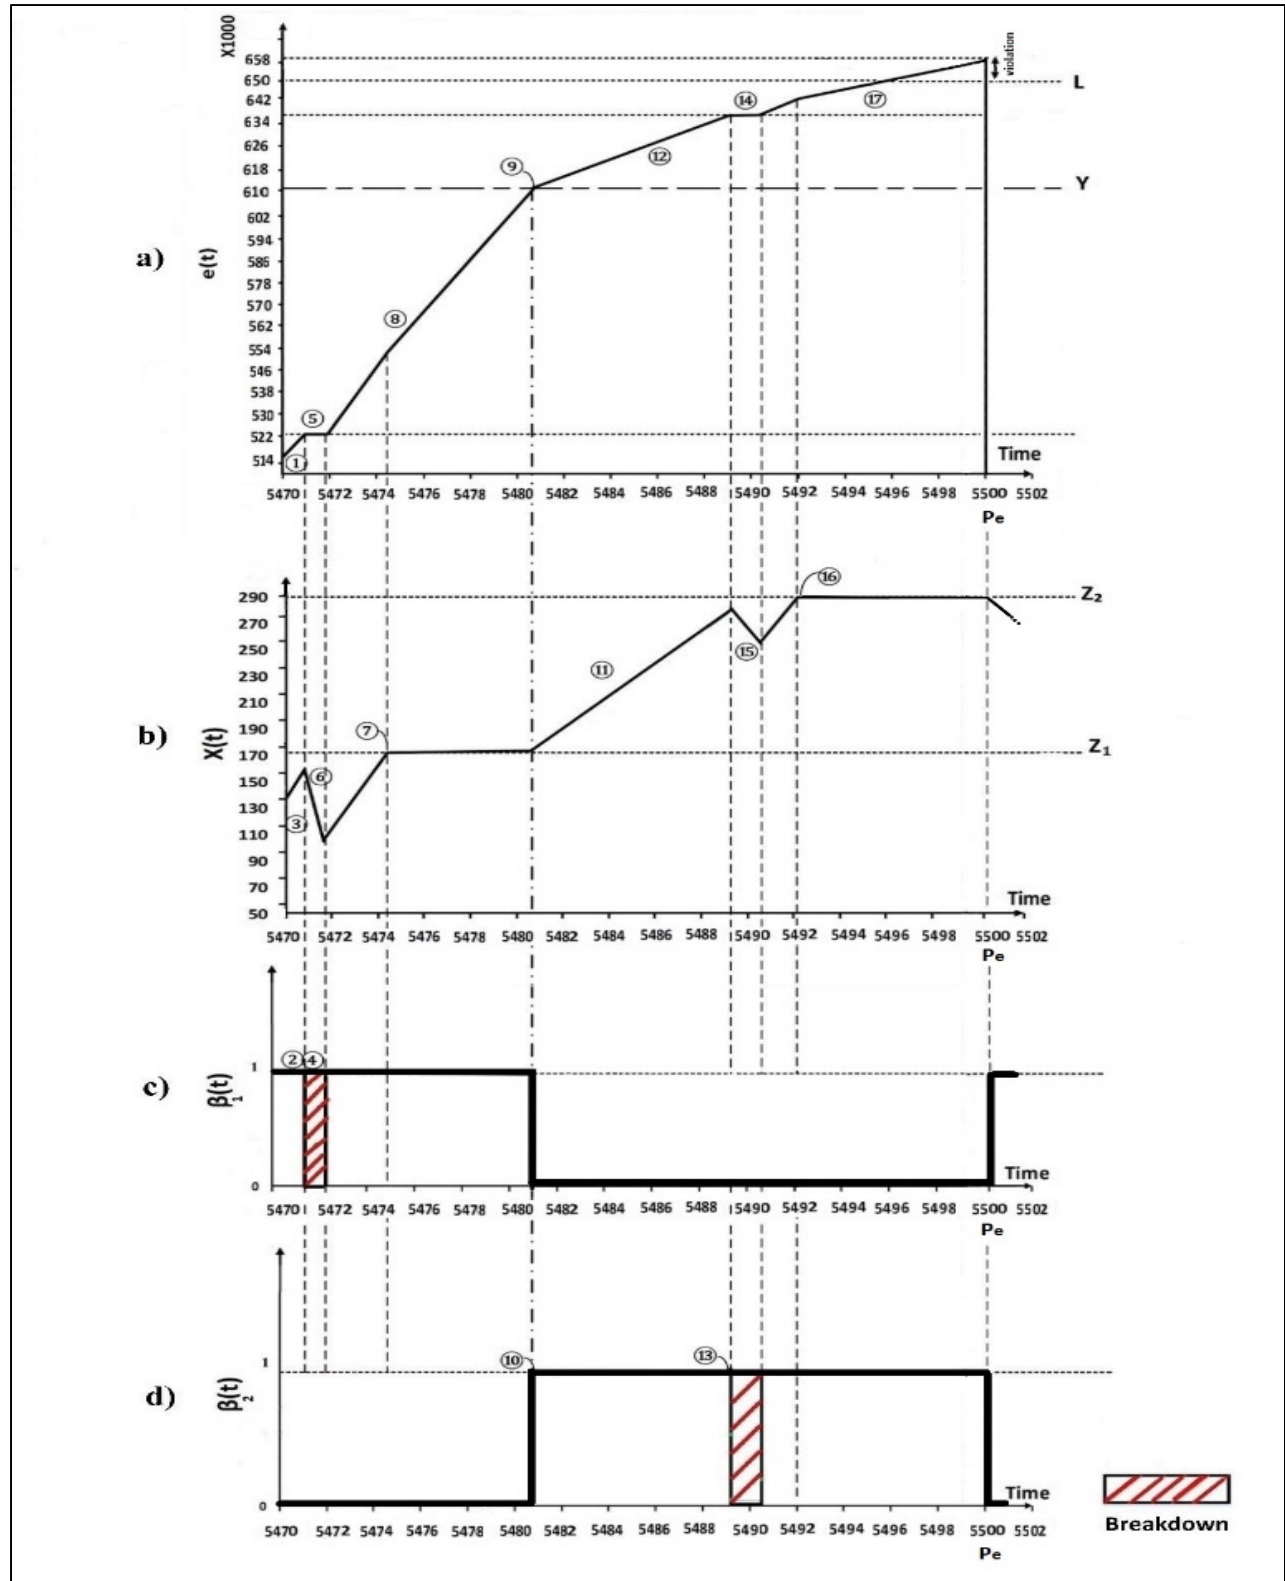 X1000
658
650
642
634
626
618
610
602
594
586
578
570
562
554
546
538
530
522
514
violation
L
Y
a)
e(t)
① ⑤ ⑧ ⑨ ⑫ ⑭ ⑰
Time
5470 5472 5474 5476 5478 5480 5482 5484 5486 5488 5490 5492 5494 5496 5498 5500 5502
Pe
290
270
250
230
210
190
170
150
130
110
90
70
50
Z₂
Z₁
b)
X(t)
③ ⑥ ⑦ ⑪ ⑮ ⑯
Time
5470 5472 5474 5476 5478 5480 5482 5484 5486 5488 5490 5492 5494 5496 5498 5500 5502
Pe
② ④
1
c)
β₁(t)
0
Time
5470 5472 5474 5476 5478 5480 5482 5484 5486 5488 5490 5492 5494 5496 5498 5500 5502
Pe
⑩ ⑬
1
d)
β₂(t)
0
Time
5470 5472 5474 5476 5478 5480 5482 5484 5486 5488 5490 5492 5494 5496 5498 5500 5502
Pe
Breakdown